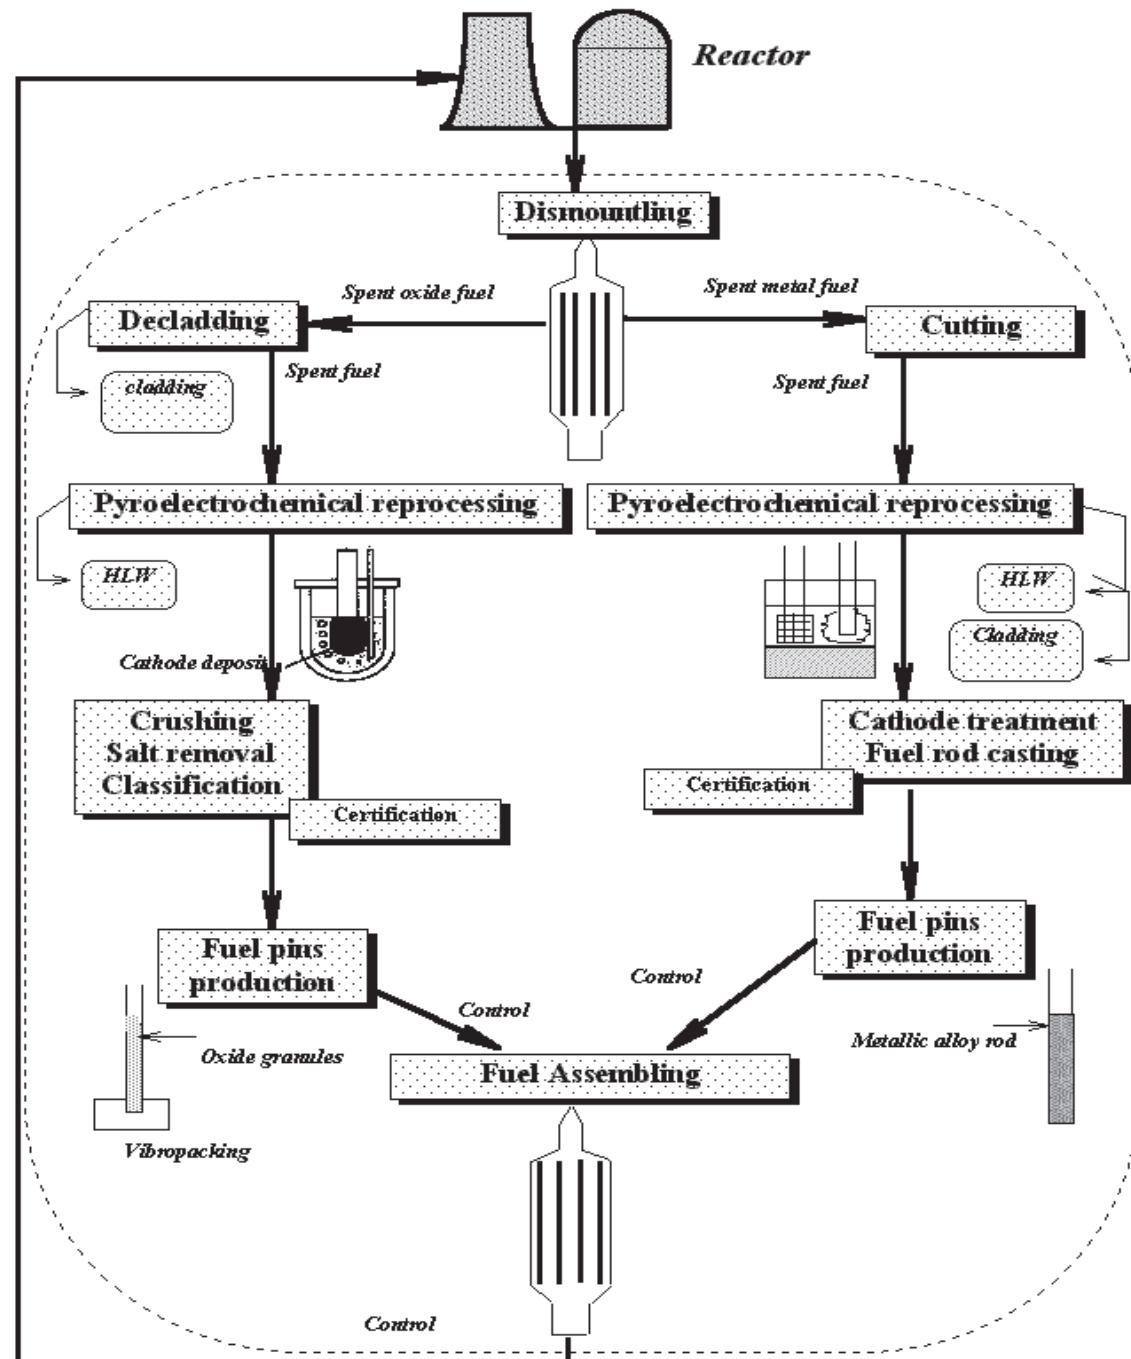 Reactor
Dismountling
Spent oxide fuel
Spent metal fuel
Decladding
Cutting
Spent fuel
Spent fuel
cladding
Pyroelectrochemical reprocessing
Pyroelectrochemical reprocessing
HLW
HLW
Cladding
Cathode deposit
Crushing
Salt removal
Classification
Cathode treatment
Fuel rod casting
Certification
Certification
Fuel pins
production
Fuel pins
production
Control
Control
Oxide granules
Metallic alloy rod
Fuel Assembling
Vibropacking
Control